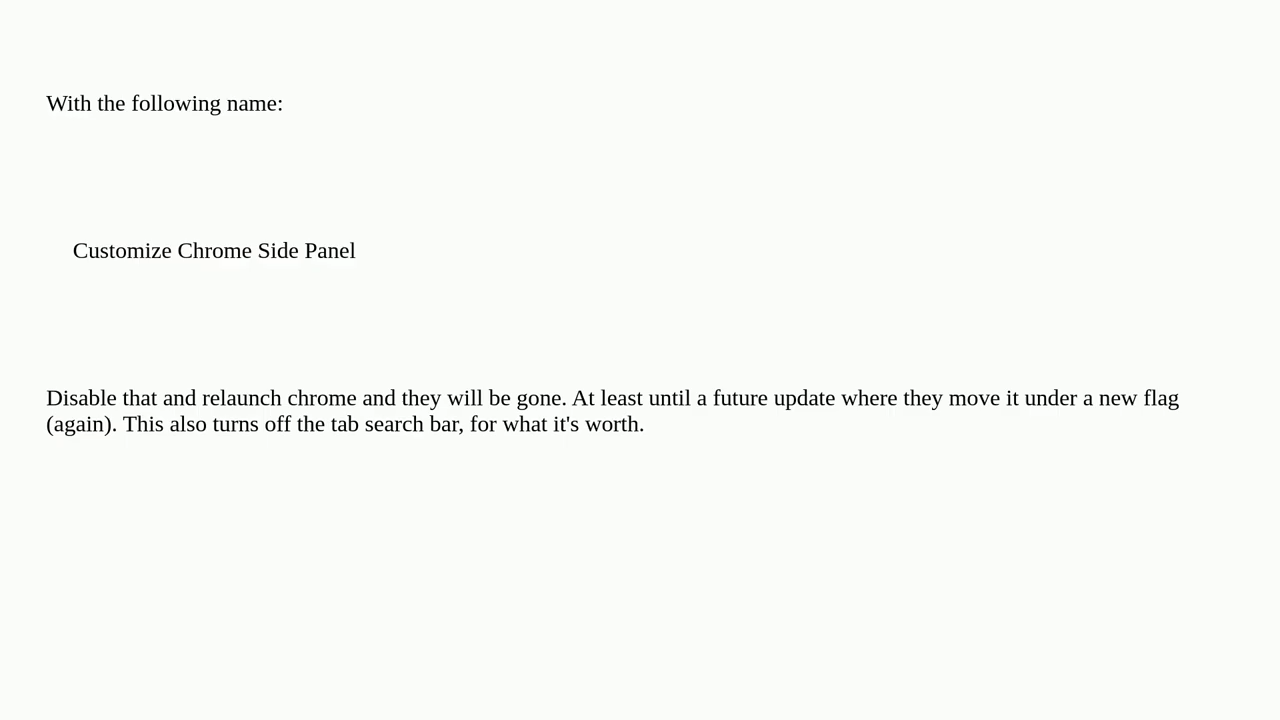 With the following name:
Customize Chrome Side Panel
Disable that and relaunch chrome and they will be gone. At least until a future update where they move it under a new flag
(again). This also turns off the tab search bar, for what it's worth.